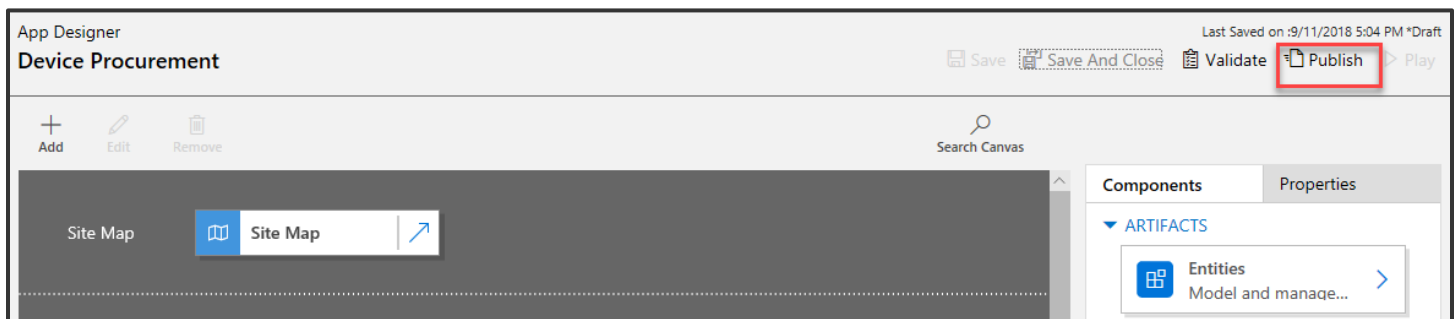 App Designer
Last Saved on :9/11/2018 5:04 PM *Draft
Device Procurement
Save Save And Close Validate Publish Play
Add Edit Remove Search Canvas
Components Properties
Site Map Site Map
ARTIFACTS
Entities
Model and manage...